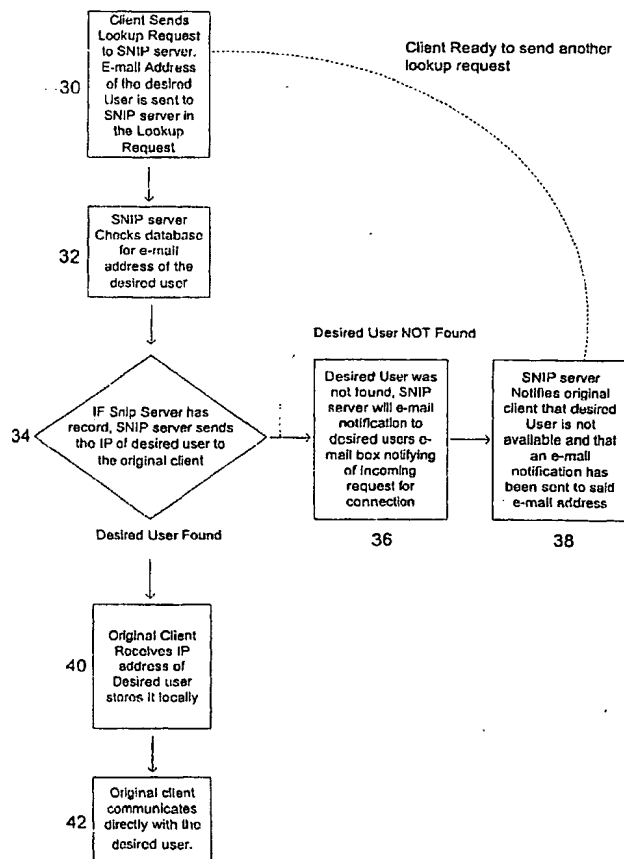 Client Sends
Lookup Request
to SNIP server.
E-mail Address
of the desired
User is sent to
SNIP server in
the Lookup
Request
30
Client Ready to send another
lookup request
SNIP server
Checks database
for e-mail
address of the
desired user
32
IF Snip Server has
record, SNIP server sends
the IP of desired user to
the original client
34
Desired User NOT Found
Desired User was
not found, SNIP
server will e-mail
notification to
desired users e-
mail box notifying
of incoming
request for
connection
36
SNIP server
Notifies original
client that desired
User is not
available and that
an e-mail
notification has
been sent to said
e-mail address
38
Desired User Found
Original Client
Receives IP
address of
Desired user
stores it locally
40
Original client
communicates
directly with the
desired user.
42